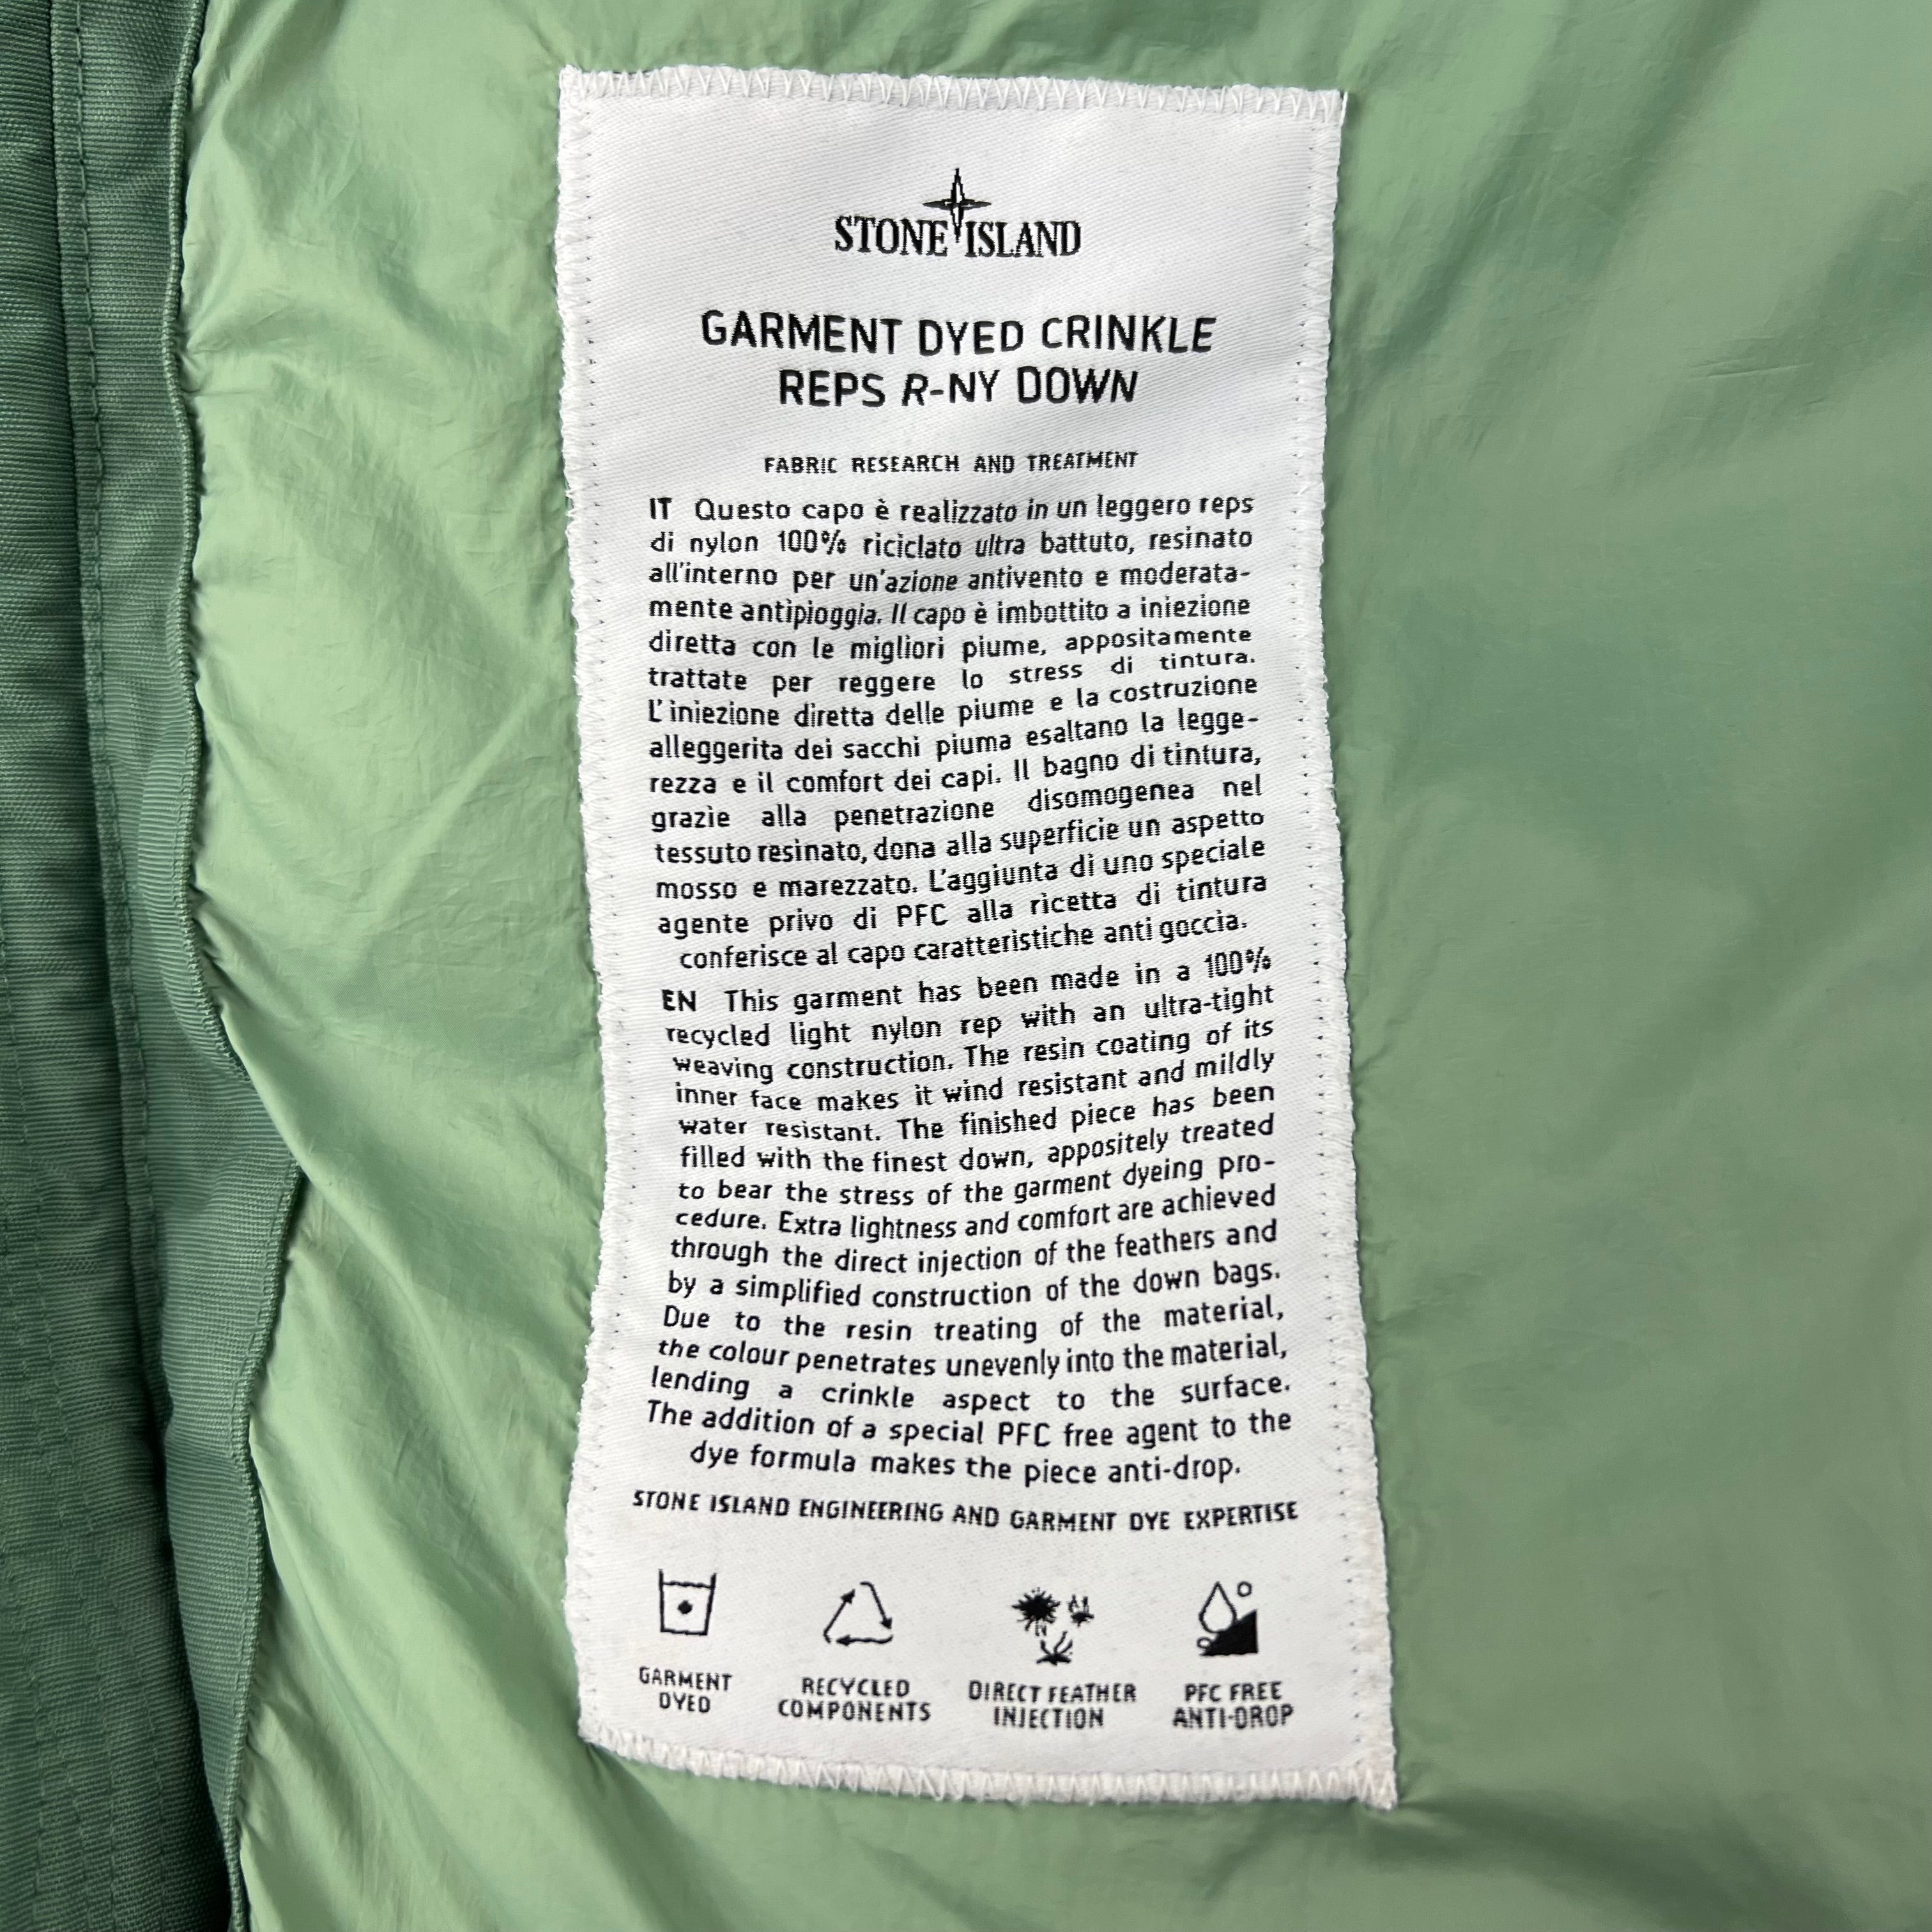 STONE ISLAND
GARMENT DYED CRINKLE
REPS R-NY DOWN
FABRIC RESEARCH AND TREATMENT
IT Questo capo è realizzato in un leggero reps
di nylon 100% riciclato ultra battuto, resinato
all'interno per un'azione antivento e moderata-
mente antipioggia. Il capo è imbottito a iniezione
diretta con le migliori piume, appositamente
trattate per reggere lo stress di tintura.
L'iniezione diretta delle piume e la costruzione
alleggerita dei sacchi piuma esaltano la legge-
rezza e il comfort dei capi. Il bagno di tintura,
grazie alla penetrazione disomogenea nel
tessuto resinato, dona alla superficie un aspetto
mosso e marezzato. L'aggiunta di uno speciale
agente privo di PFC alla ricetta di tintura
conferisce al capo caratteristiche anti goccia.
EN This garment has been made in a 100%
recycled light nylon rep with an ultra-tight
weaving construction. The resin coating of its
inner face makes it wind resistant and mildly
water resistant. The finished piece has been
filled with the finest down, appositely treated
to bear the stress of the garment dyeing pro-
cedure. Extra lightness and comfort are achieved
through the direct injection of the feathers and
by a simplified construction of the down bags.
Due to the resin treating of the material,
the colour penetrates unevenly into the material,
lending a crinkle aspect to the surface.
The addition of a special PFC free agent to the
dye formula makes the piece anti-drop.
STONE ISLAND ENGINEERING AND GARMENT DYE EXPERTISE
GARMENT
DYED
RECYCLED
COMPONENTS
DIRECT FEATHER
INJECTION
PFC FREE
ANTI-DROP